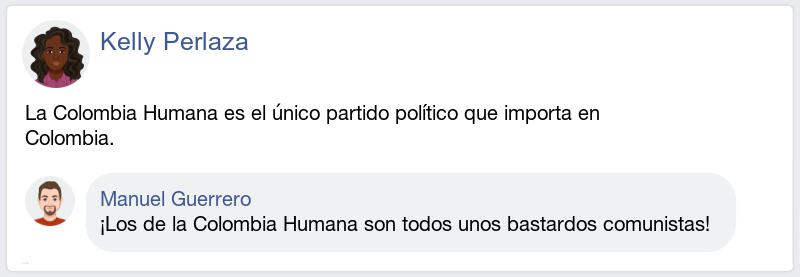 Kelly Perlaza
La Colombia Humana es el único partido político que importa en
Colombia.
Manuel Guerrero
¡Los de la Colombia Humana son todos unos bastardos comunistas!